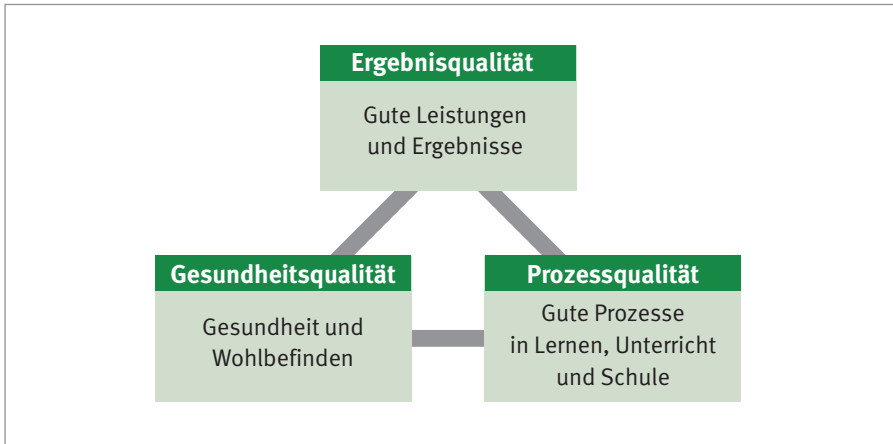 Ergebnisqualität
Gute Leistungen
und Ergebnisse
Gesundheitsqualität
Gesundheit und
Wohlbefinden
Prozessqualität
Gute Prozesse
in Lernen, Unterricht
und Schule